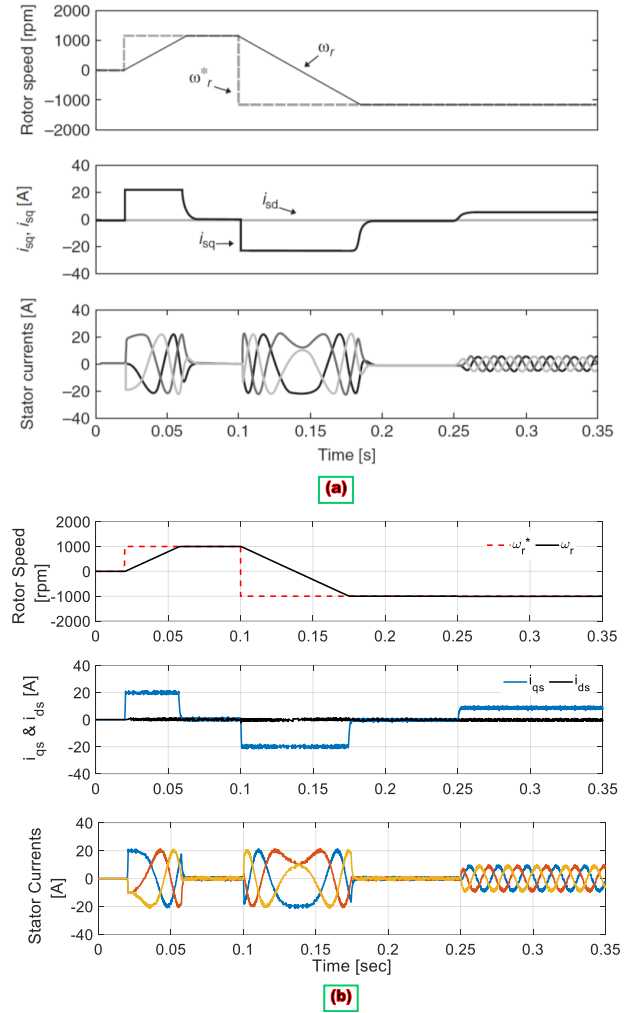 2000
1000
0
−1000
−2000
Rotor speed [rpm]
ω*r
ωr
40
20
0
−20
−40
isq, isq [A]
isd
isq
40
20
0
−20
−40
Stator currents [A]
0 0.05 0.1 0.15 0.2 0.25 0.3 0.35
Time [s]
(a)
2000
1000
0
-1000
-2000
Rotor Speed
[rpm]
ωr* ωr
0 0.05 0.1 0.15 0.2 0.25 0.3 0.35
40
20
0
-20
-40
iqs & ids [A]
iqs ids
0 0.05 0.1 0.15 0.2 0.25 0.3 0.35
40
20
0
-20
-40
Stator Currents
[A]
0 0.05 0.1 0.15 0.2 0.25 0.3 0.35
Time [sec]
(b)